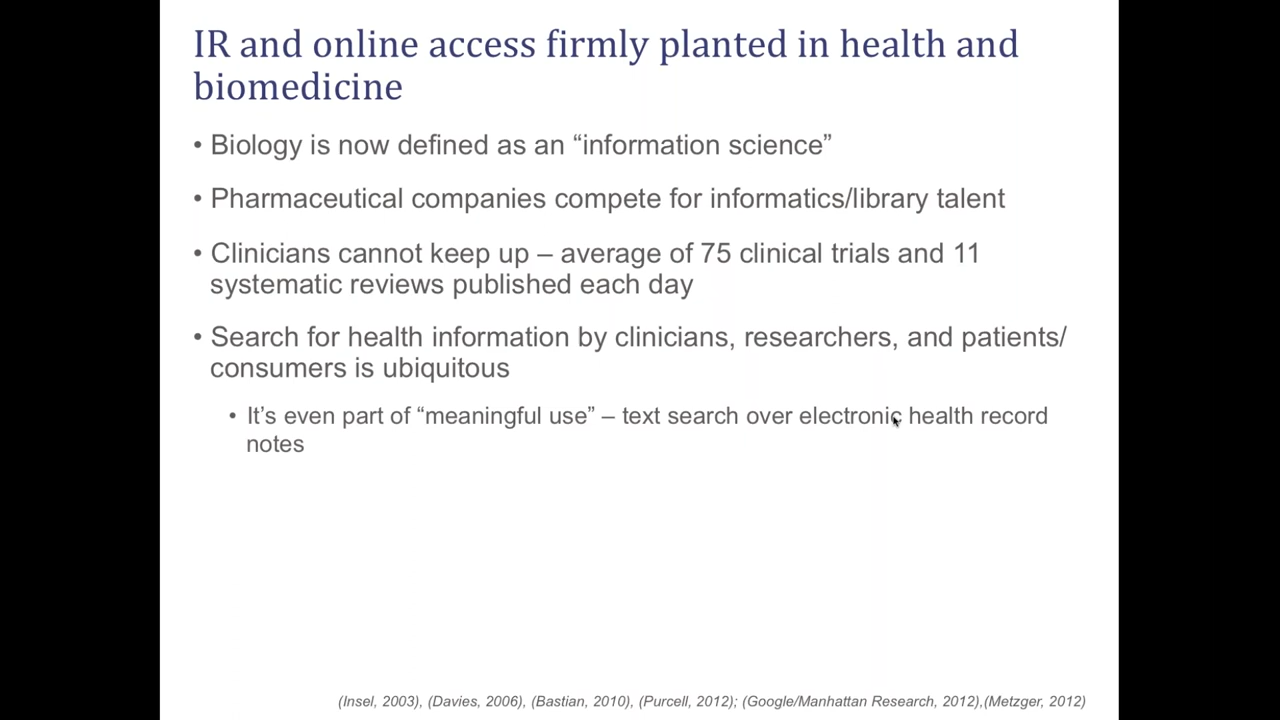 IR and online access firmly planted in health and
biomedicine
• Biology is now defined as an “information science”
• Pharmaceutical companies compete for informatics/library talent
• Clinicians cannot keep up – average of 75 clinical trials and 11
systematic reviews published each day
• Search for health information by clinicians, researchers, and patients/
consumers is ubiquitous
• It’s even part of “meaningful use” – text search over electronic health record
notes
(Insel, 2003), (Davies, 2006), (Bastian, 2010), (Purcell, 2012); (Google/Manhattan Research, 2012),(Metzger, 2012)